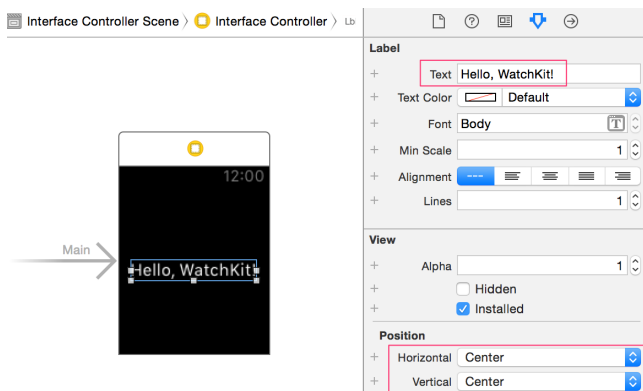 Interface Controller Scene
Interface Controller
Lb
Label
+ Text Hello, WatchKit!
+ Text Color Default
+ Font Body T
+ Min Scale 1
+ Alignment ---
+ Lines 1
12:00
Main
Hello, WatchKit!
View
+ Alpha 1
+ Hidden
+ Installed
Position
+ Horizontal Center
+ Vertical Center